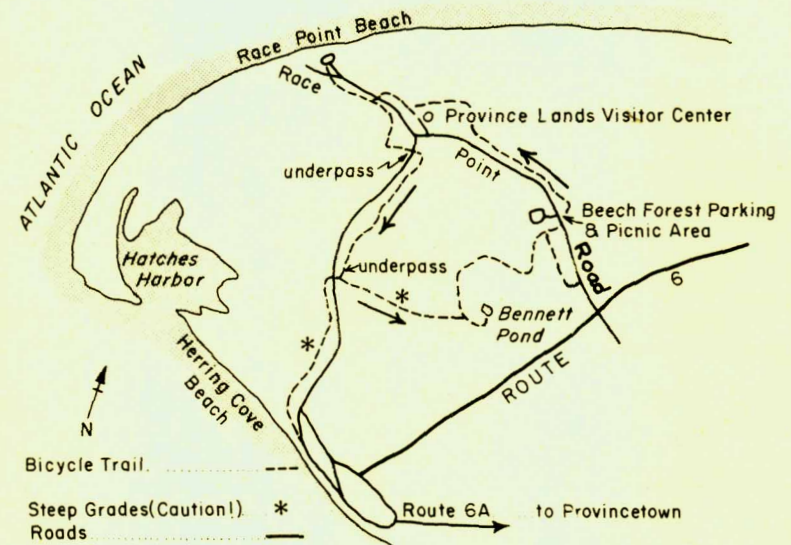 Race Point Beach
ATLANTIC OCEAN
Race
Province Lands Visitor Center
Point
underpass
Beech Forest Parking
& Picnic Area
Hatches
Harbor
underpass
Road
6
*
Bennett
Pond
*
Herring Cove
Beach
ROUTE
N
Bicycle Trail. ............... ---
Steep Grades (Caution!) *
Route 6A ... to Provincetown
Roads ...............